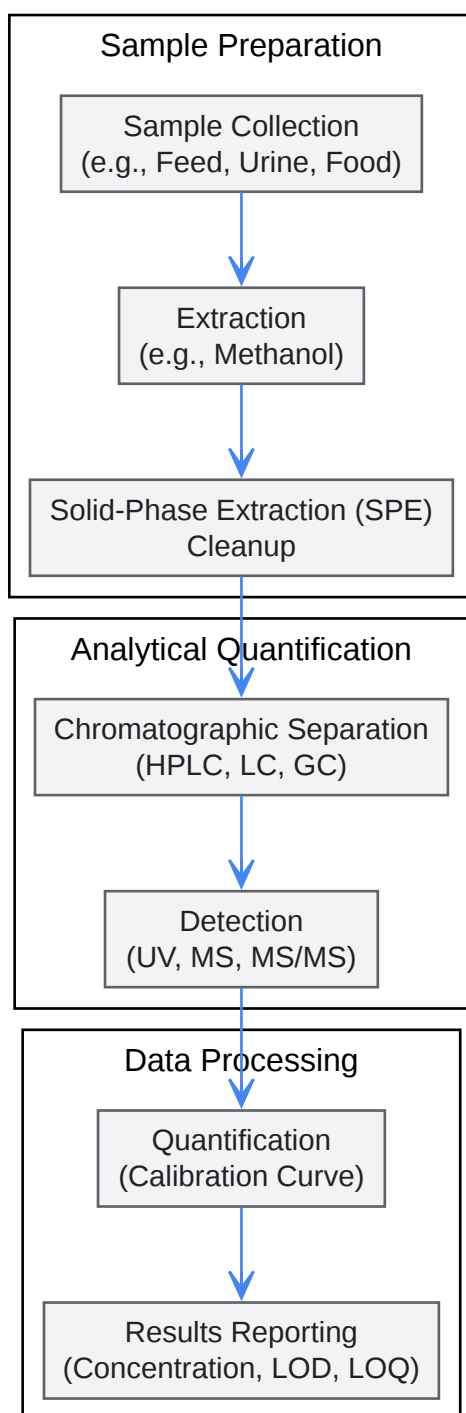 Sample Preparation
Sample Collection
(e.g., Feed, Urine, Food)
Extraction
(e.g., Methanol)
Solid-Phase Extraction (SPE)
Cleanup
Analytical Quantification
Chromatographic Separation
(HPLC, LC, GC)
Detection
(UV, MS, MS/MS)
Data Processing
Quantification
(Calibration Curve)
Results Reporting
(Concentration, LOD, LOQ)